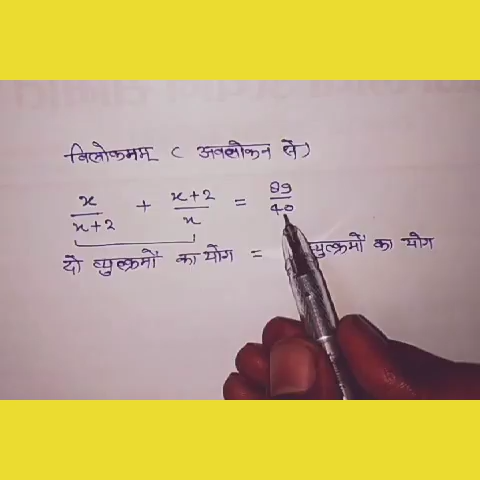 विलोकनम् ( अवलोकन से)
x/x+2 + x+2/x = 89/40
दो व्युत्क्रमों का योग = व्युत्क्रमों का योग